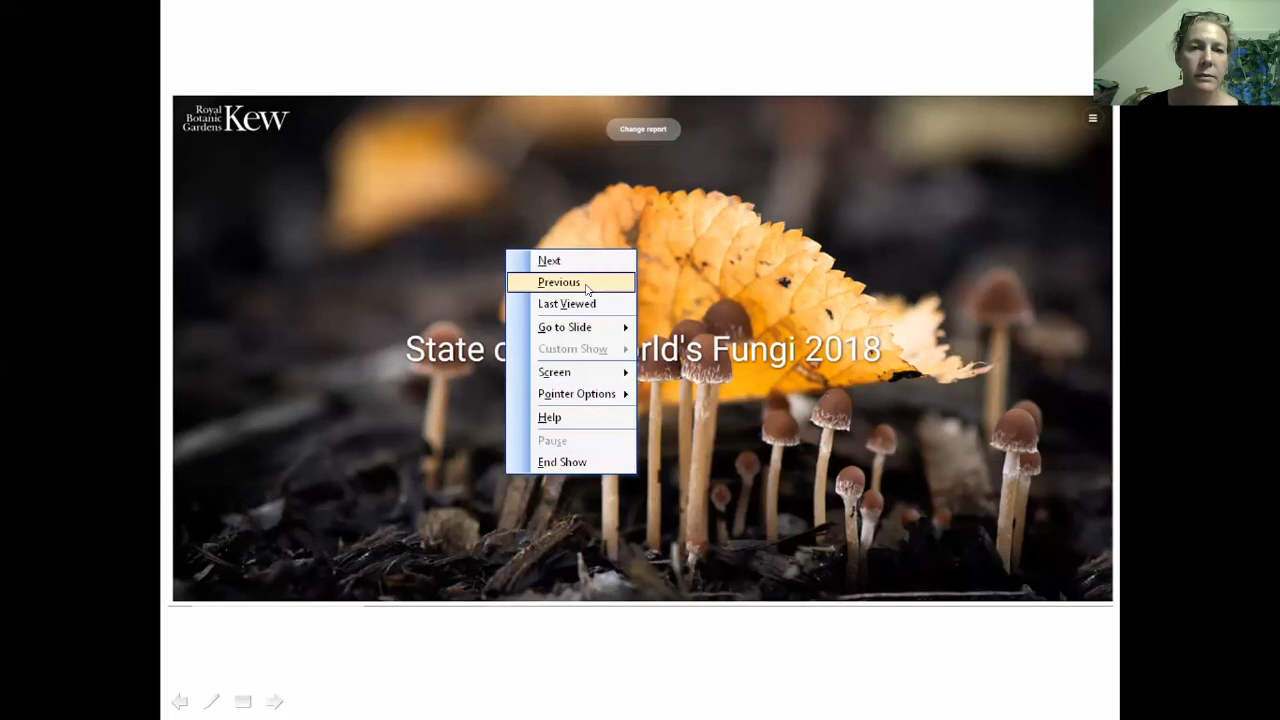 Royal
Botanic
Gardens
Kew
Change report
Next
Previous
Last Viewed
Go to Slide
Custom Show
Screen
Pointer Options
Help
Pause
End Show
State o rld's Fungi 2018